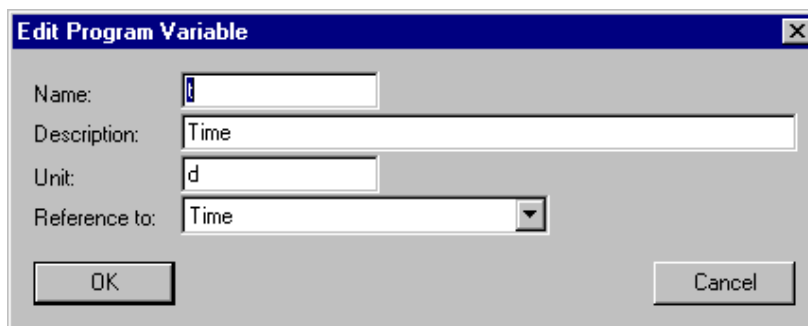 Edit Program Variable
Name: t
Description: Time
Unit: d
Reference to: Time
OK Cancel